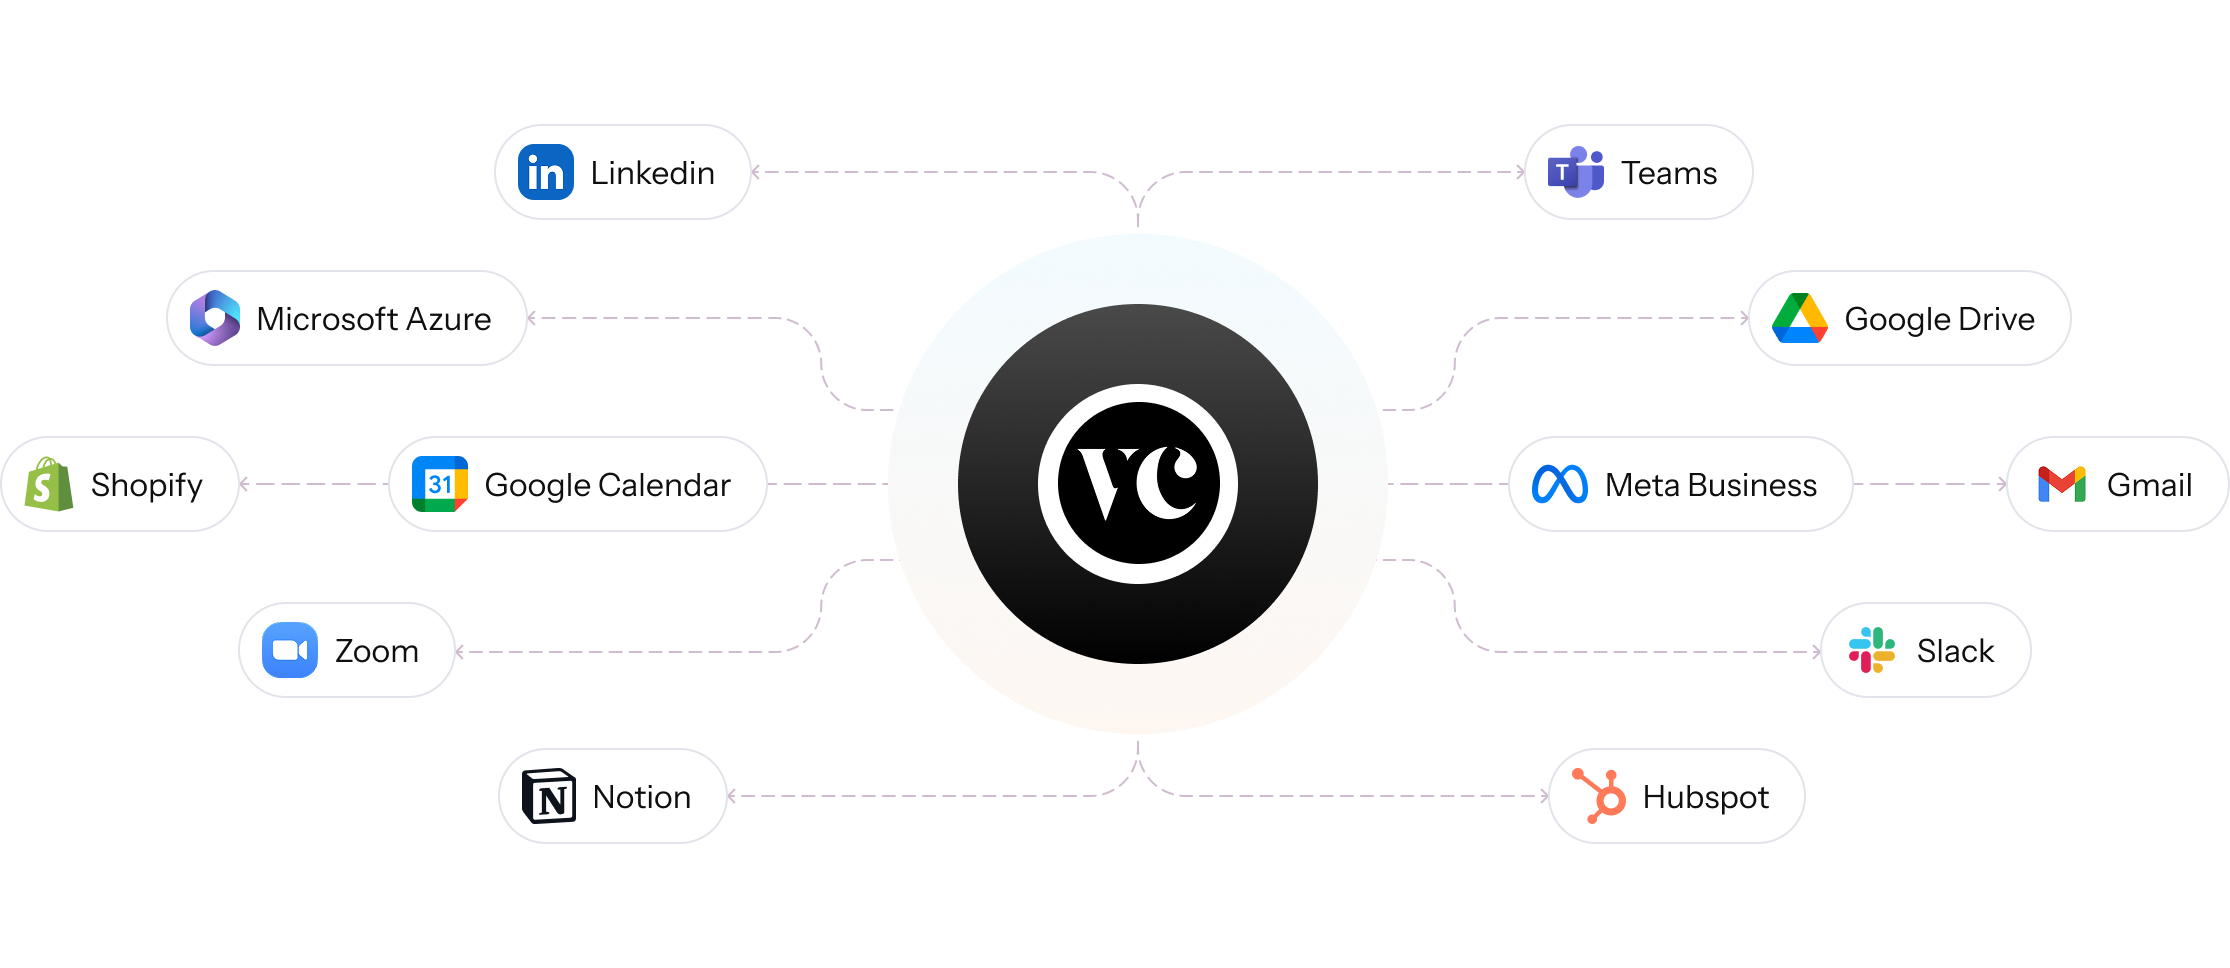 in Linkedin
T Teams
Microsoft Azure
Google Drive
VC
S Shopify
31 Google Calendar
Meta Business
Gmail
Zoom
Slack
N Notion
Hubspot